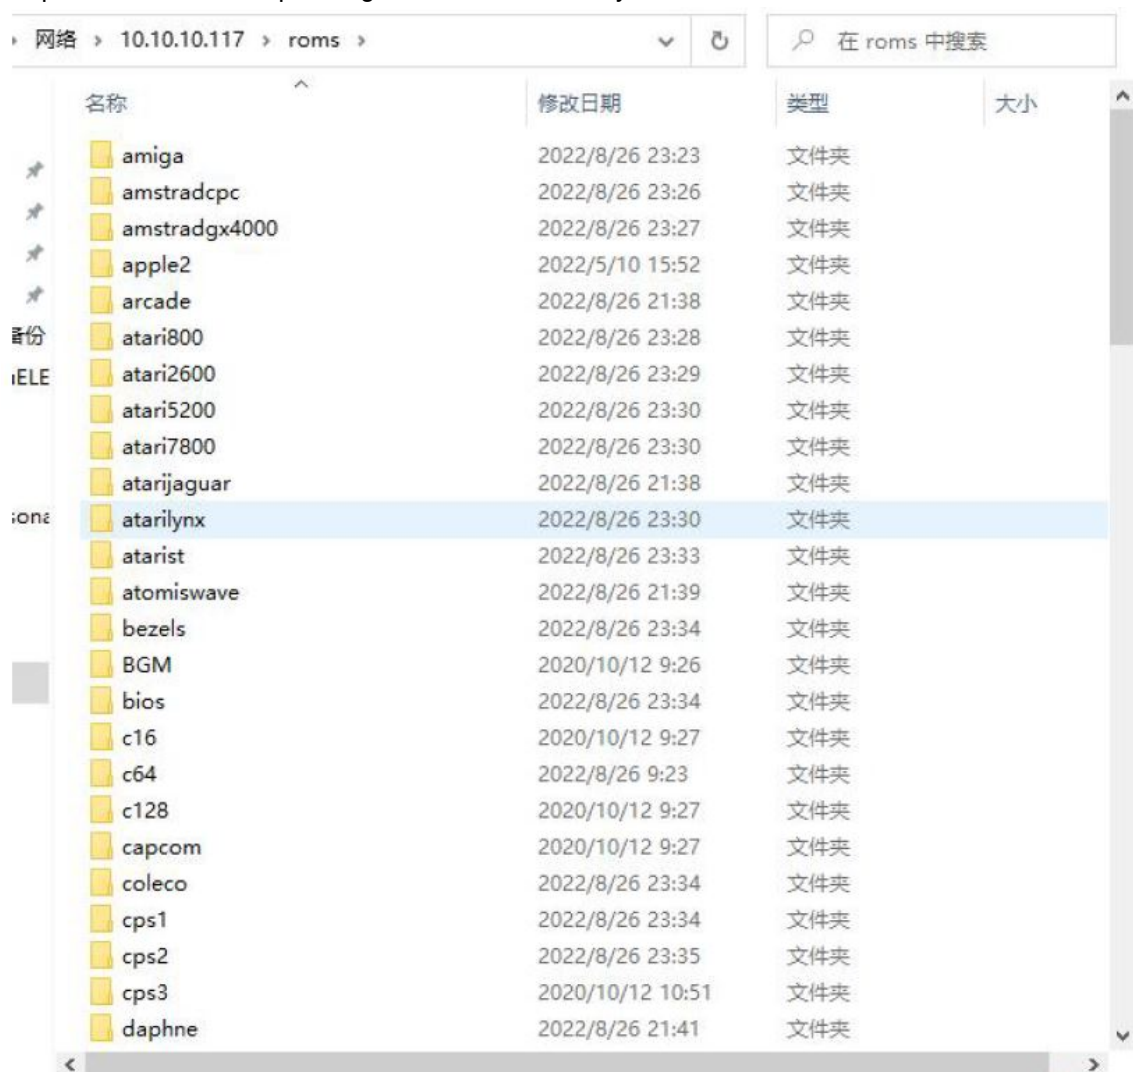 网络 › 10.10.10.117 › roms ›
在 roms 中搜索
名称 修改日期 类型 大小
amiga 2022/8/26 23:23 文件夹
amstradcpc 2022/8/26 23:26 文件夹
amstradgx4000 2022/8/26 23:27 文件夹
apple2 2022/5/10 15:52 文件夹
arcade 2022/8/26 21:38 文件夹
atari800 2022/8/26 23:28 文件夹
atari2600 2022/8/26 23:29 文件夹
atari5200 2022/8/26 23:30 文件夹
atari7800 2022/8/26 23:30 文件夹
atarijaguar 2022/8/26 21:38 文件夹
atarilynx 2022/8/26 23:30 文件夹
atarist 2022/8/26 23:33 文件夹
atomiswave 2022/8/26 21:39 文件夹
bezels 2022/8/26 23:34 文件夹
BGM 2020/10/12 9:26 文件夹
bios 2022/8/26 23:34 文件夹
c16 2020/10/12 9:27 文件夹
c64 2022/8/26 9:23 文件夹
c128 2020/10/12 9:27 文件夹
capcom 2020/10/12 9:27 文件夹
coleco 2022/8/26 23:34 文件夹
cps1 2022/8/26 23:34 文件夹
cps2 2022/8/26 23:35 文件夹
cps3 2020/10/12 10:51 文件夹
daphne 2022/8/26 21:41 文件夹